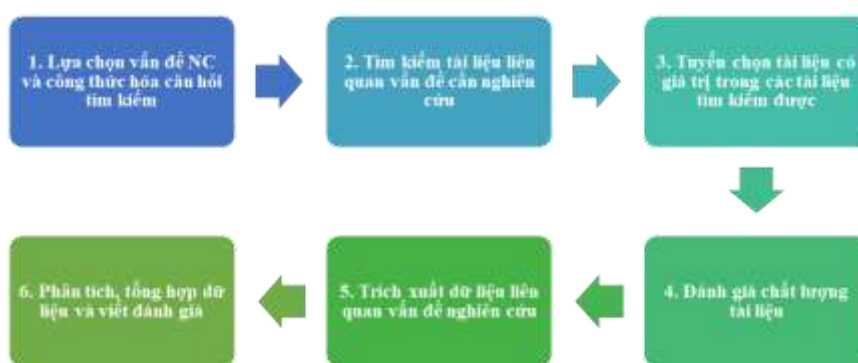 1. Lựa chọn vấn đề NC
và công thức hóa câu hỏi
tìm kiếm
2. Tìm kiếm tài liệu liên
quan vấn đề cần nghiên
cứu
3. Tuyển chọn tài liệu có
giá trị trong các tài liệu
tìm kiếm được
4. Đánh giá chất lượng
tài liệu
5. Trích xuất dữ liệu liên
quan vấn đề nghiên cứu
6. Phân tích, tổng hợp dữ
liệu và viết đánh giá